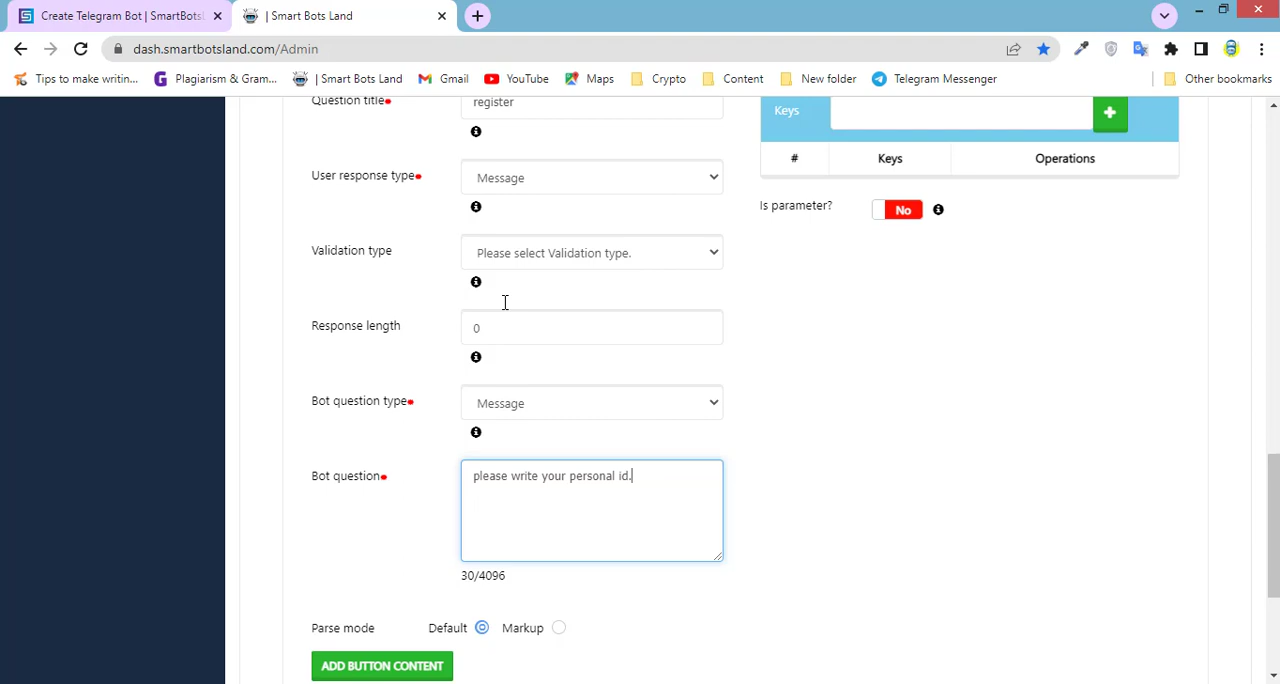 Create Telegram Bot | SmartBots
| Smart Bots Land
dash.smartbotsland.com/Admin
Tips to make writin...
Plagiarism & Gram...
| Smart Bots Land
Gmail
YouTube
Maps
Crypto
Content
New folder
Telegram Messenger
Other bookmarks
Question title
register
Keys
# Keys Operations
User response type
Message
Is parameter?
No
Validation type
Please select Validation type.
Response length
0
Bot question type
Message
Bot question
please write your personal id.
30/4096
Parse mode
Default
Markup
ADD BUTTON CONTENT